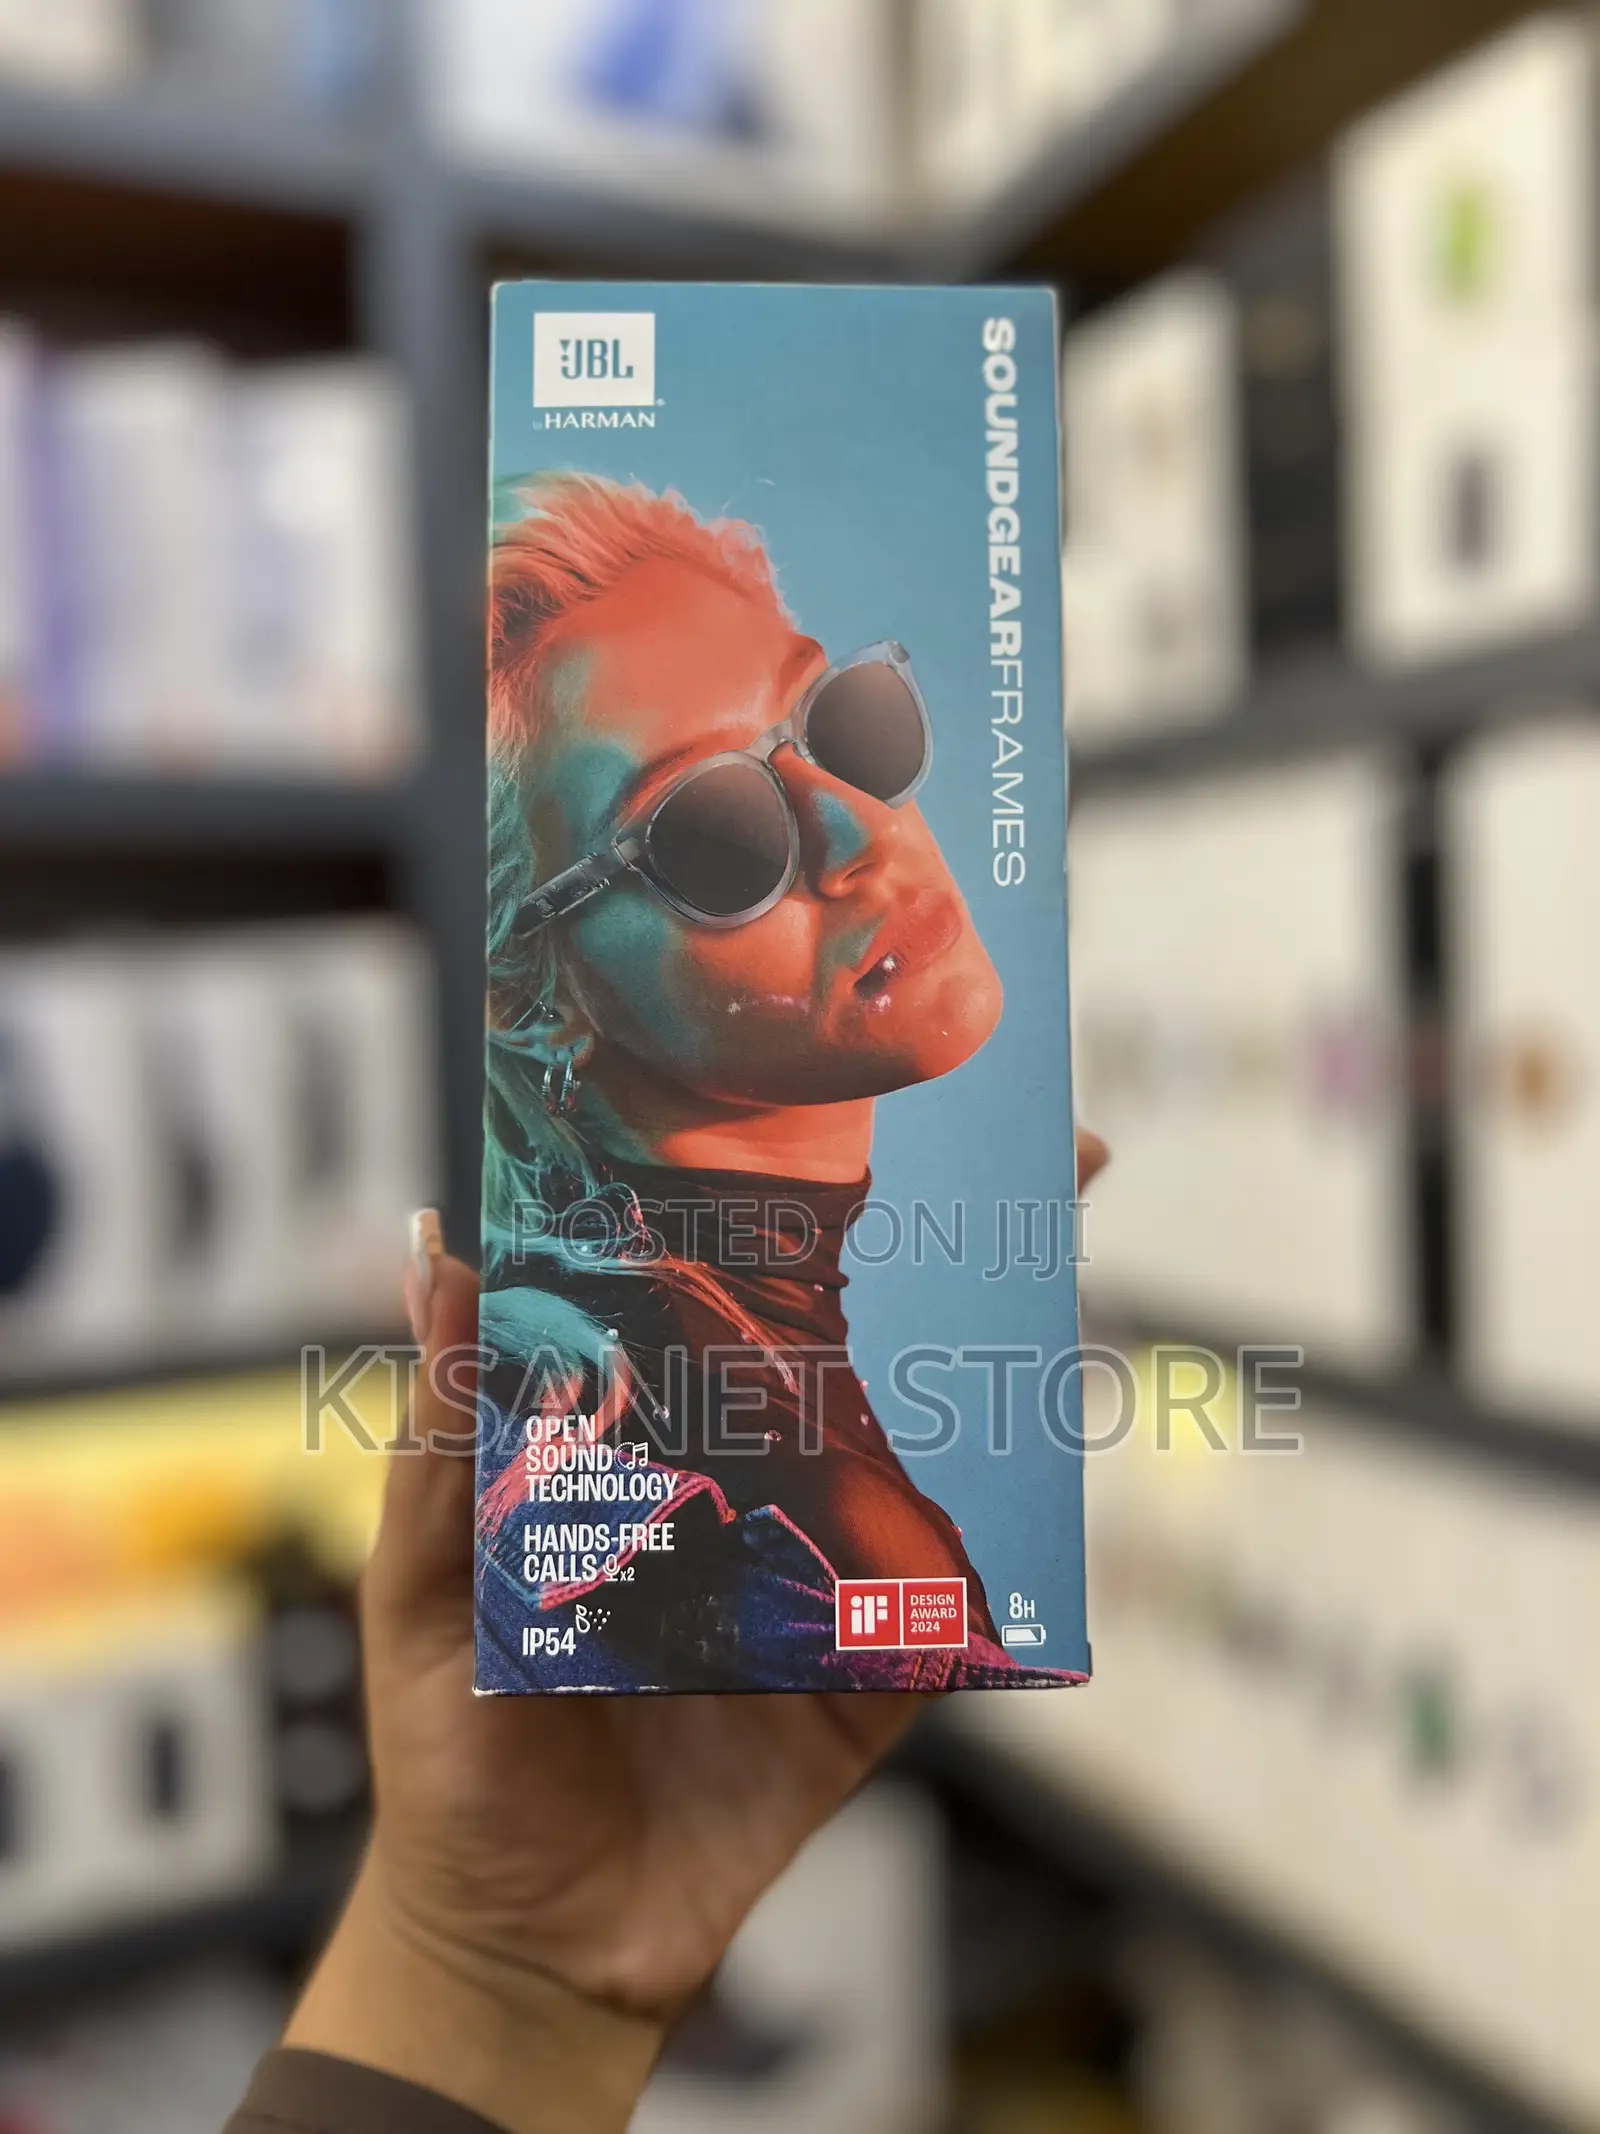 JBL
by HARMAN
SOUNDGEARFRAMES
POSTED ON JIJI
KISANET STORE
OPEN
SOUND
TECHNOLOGY
HANDS-FREE
CALLS x2
IP54
iF
DESIGN
AWARD
2024
8H